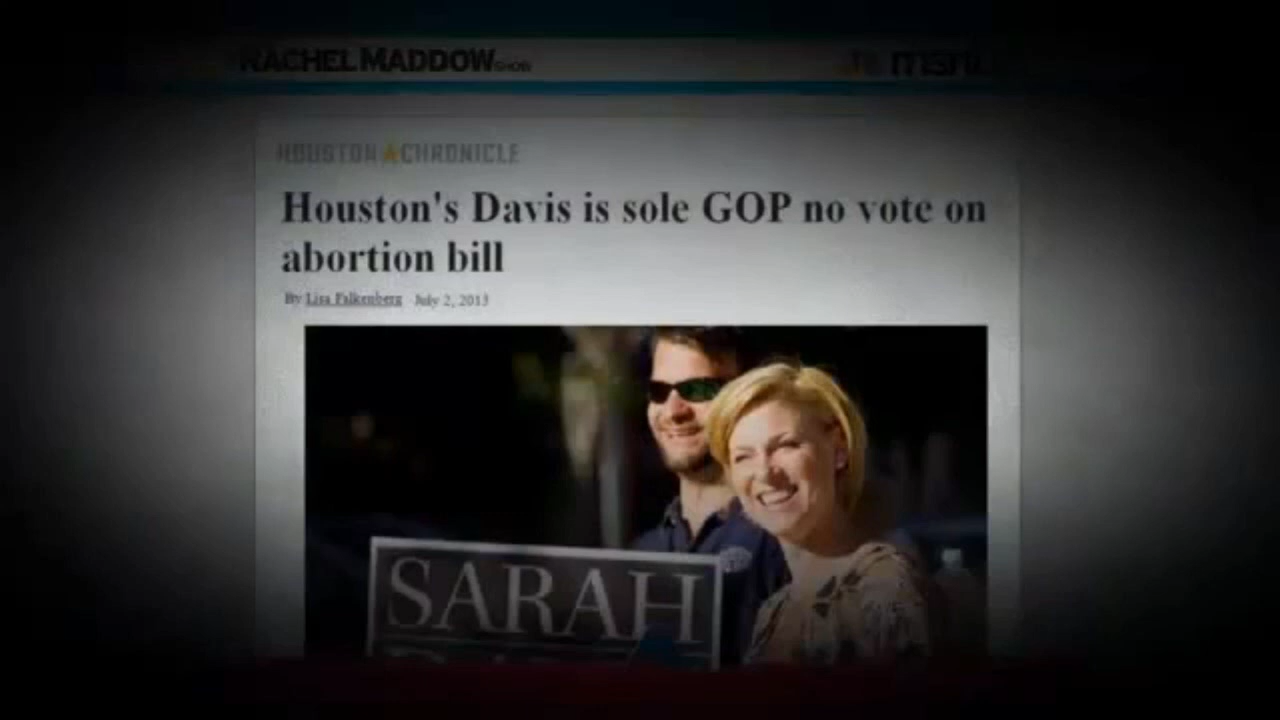 RACHEL MADDOW SHOW
HOUSTON CHRONICLE
Houston's Davis is sole GOP no vote on
abortion bill
By Lisa Falkenberg July 2, 2013
SARAH